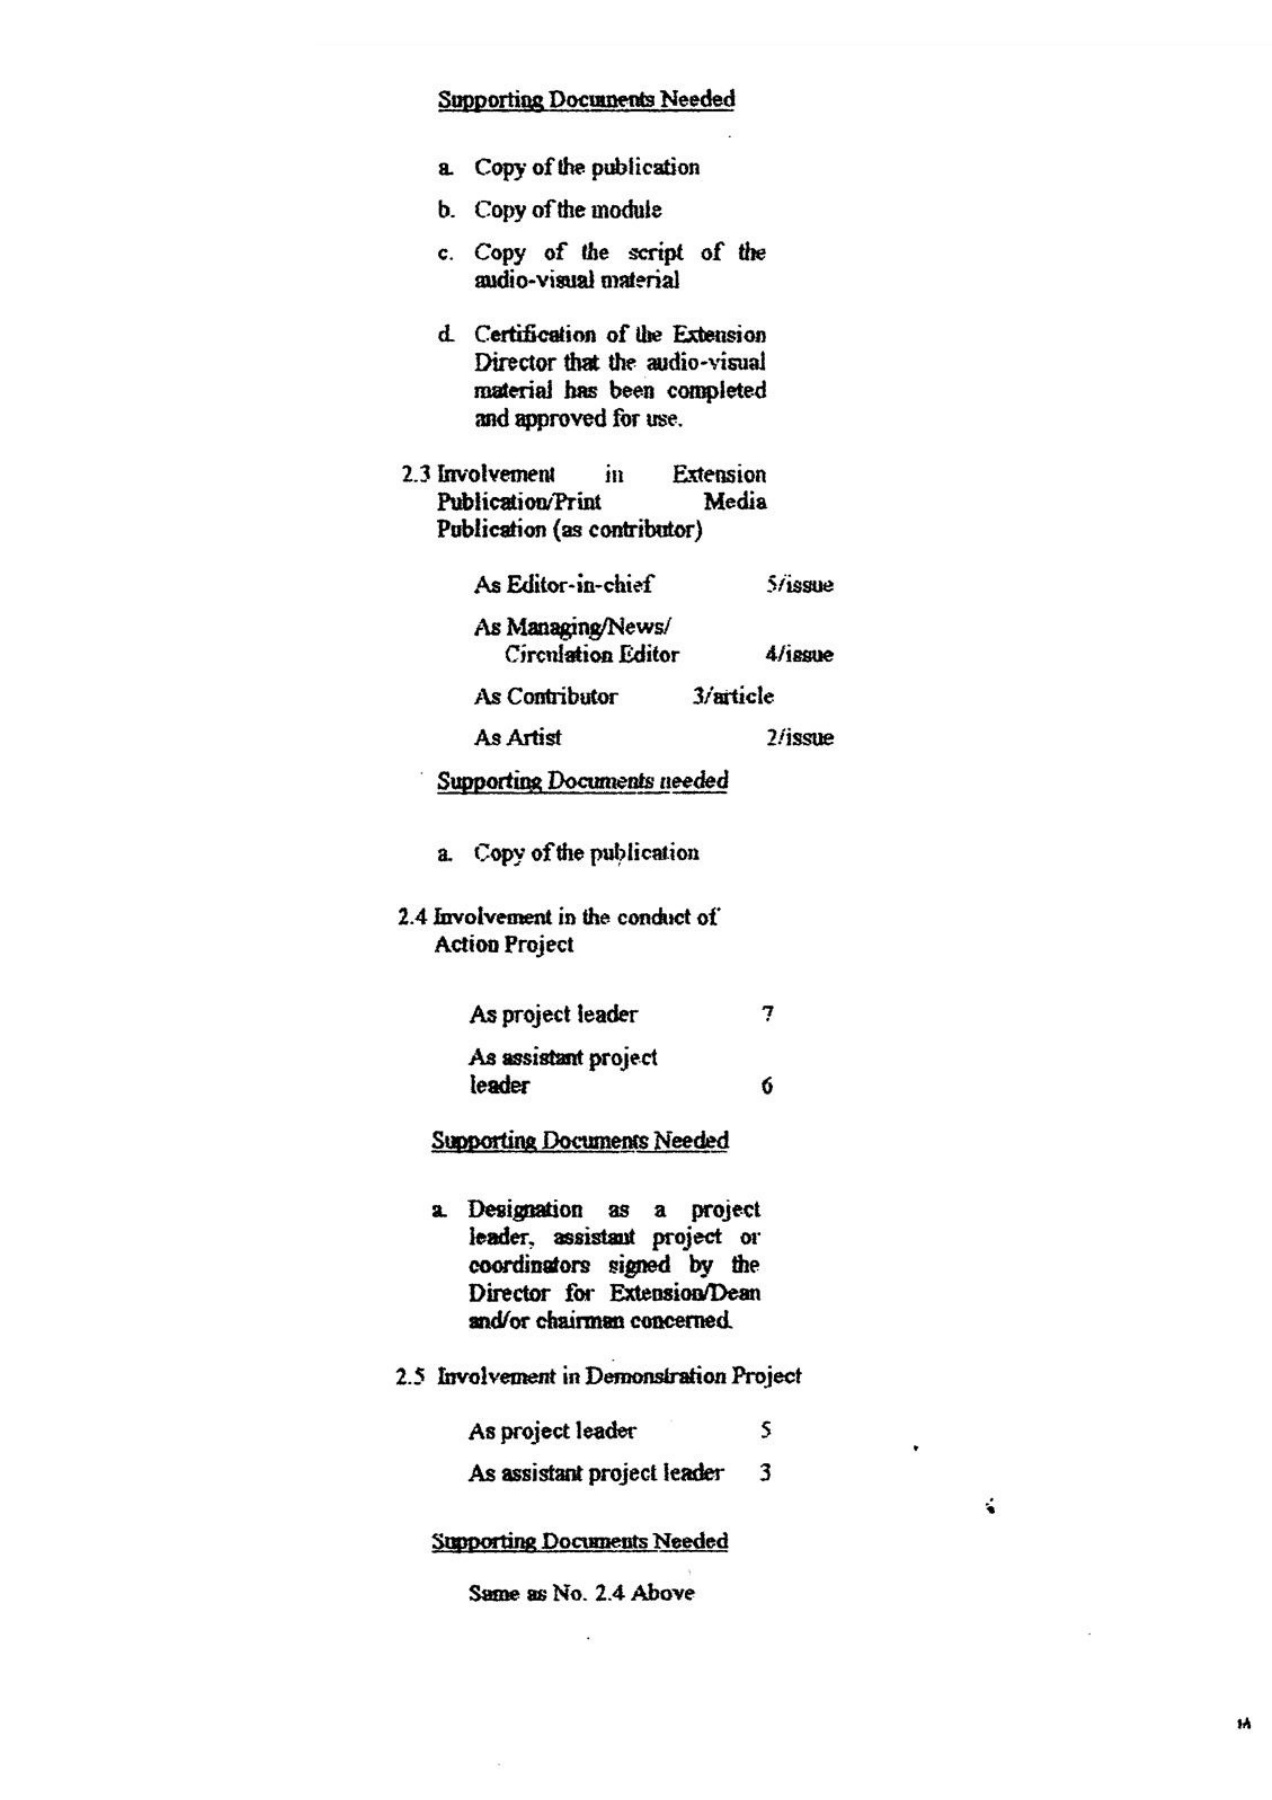 Supporting Documents Needed
a. Copy of the publication
b. Copy of the module
c. Copy of the script of the
audio-visual material
d. Certification of the Extension
Director that the audio-visual
material has been completed
and approved for use.
2.3 Involvement in Extension
Publication/Print Media
Publication (as contributor)
As Editor-in-chief 5/issue
As Managing/News/
Circulation Editor 4/issue
As Contributor 3/article
As Artist 2/issue
Supporting Documents needed
a. Copy of the publication
2.4 Involvement in the conduct of
Action Project
As project leader 7
As assistant project
leader 6
Supporting Documents Needed
a. Designation as a project
leader, assistant project or
coordinators signed by the
Director for Extension/Dean
and/or chairman concerned.
2.5 Involvement in Demonstration Project
As project leader 5
As assistant project leader 3
Supporting Documents Needed
Same as No. 2.4 Above